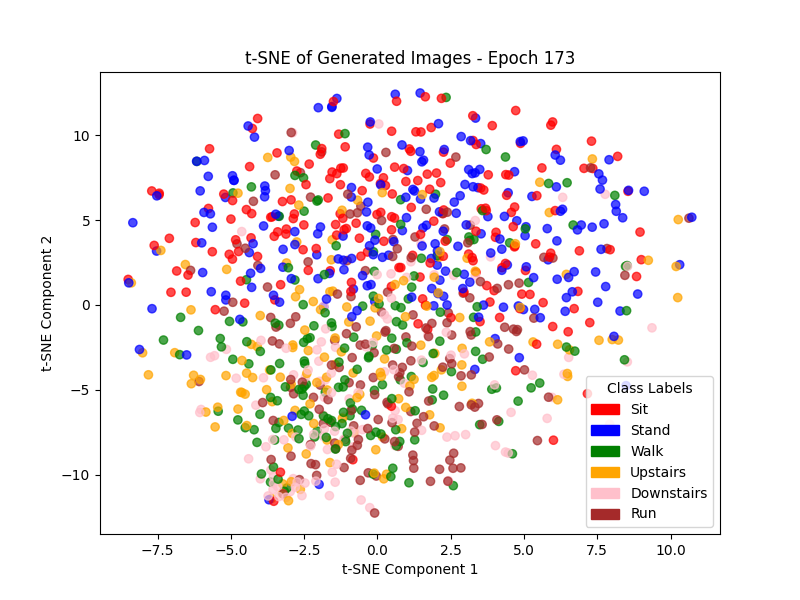 t-SNE of Generated Images - Epoch 173
t-SNE Component 2
10
5
0
−5
−10
−7.5
−5.0
−2.5
0.0
2.5
5.0
7.5
10.0
t-SNE Component 1
Class Labels
Sit
Stand
Walk
Upstairs
Downstairs
Run